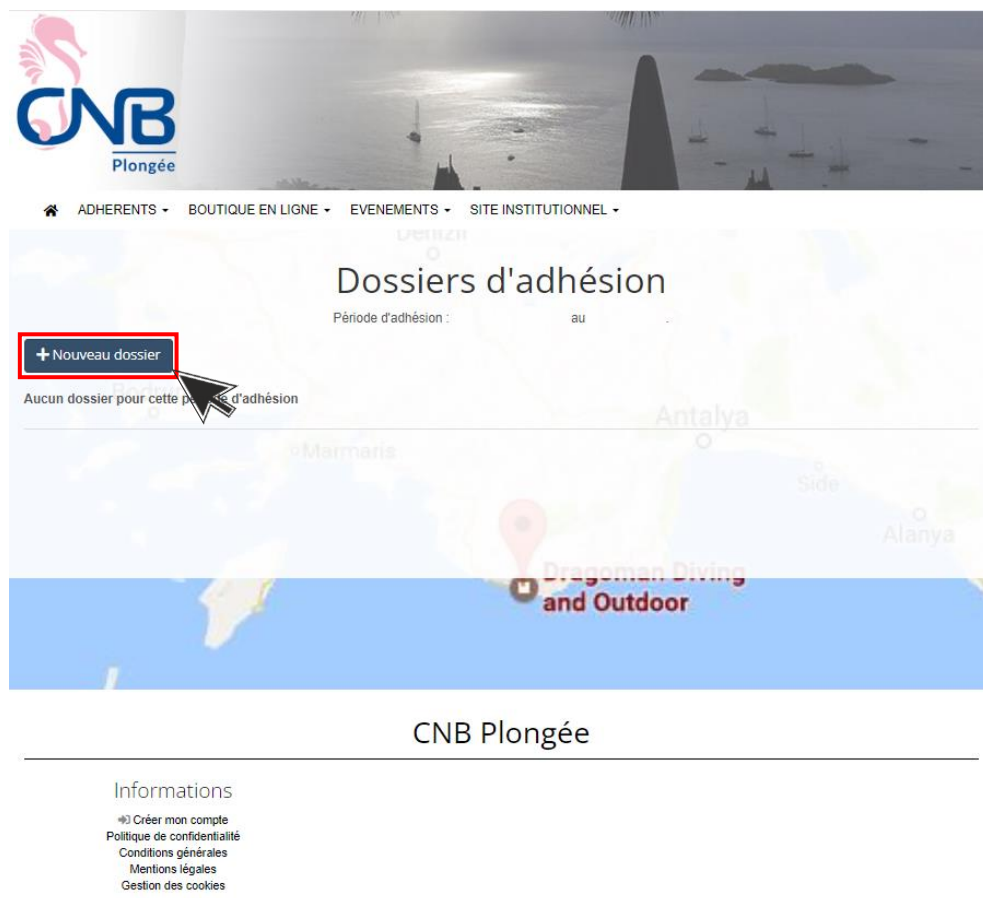 CNB
Plongée
ADHERENTS
BOUTIQUE EN LIGNE
EVENEMENTS
SITE INSTITUTIONNEL
Denizli
Dossiers d'adhésion
Période d'adhésion : au .
+ Nouveau dossier
Aucun dossier pour cette d'adhésion
Antalya
Marmaris
Side
Alanya
Dragoman Diving
and Outdoor
CNB Plongée
Informations
Créer mon compte
Politique de confidentialité
Conditions générales
Mentions légales
Gestion des cookies